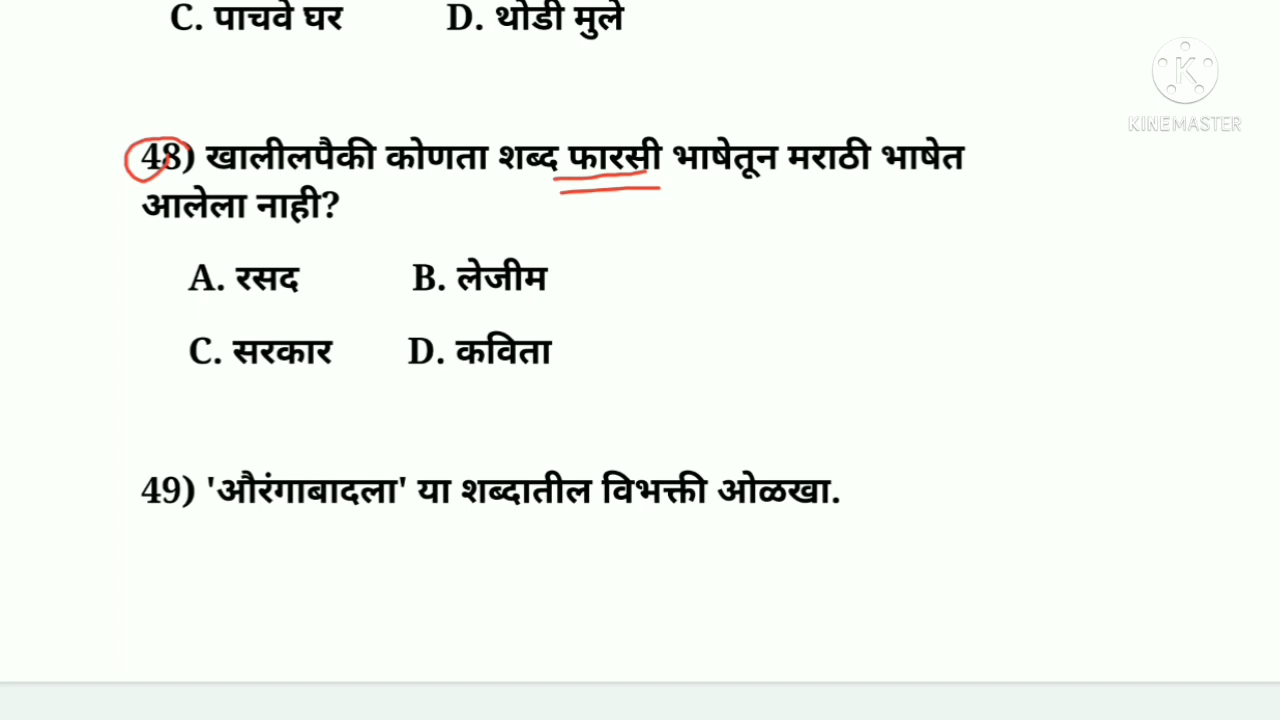 C. पाचवे घर D. थोडी मुले
K
KINEMASTER
48) खालीलपैकी कोणता शब्द फारसी भाषेतून मराठी भाषेत
आलेला नाही?
A. रसद B. लेजीम
C. सरकार D. कविता
49) 'औरंगाबादला' या शब्दातील विभक्ती ओळखा.